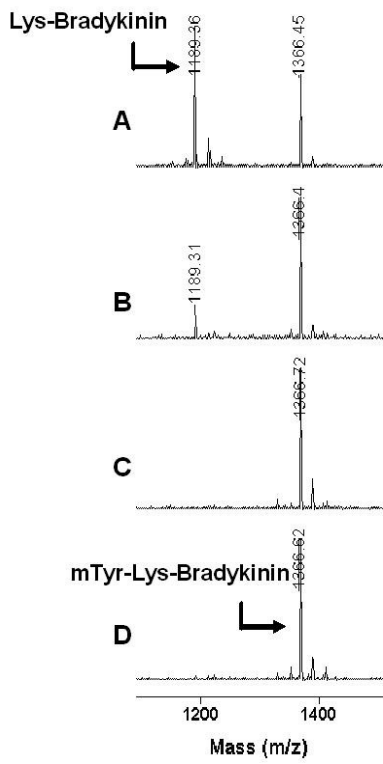 Lys-Bradykinin
1189.36
1366.45
A
1189.31
1366.4
B
1366.72
C
1366.62
mTyr-Lys-Bradykinin
D
1200 1400
Mass (m/z)